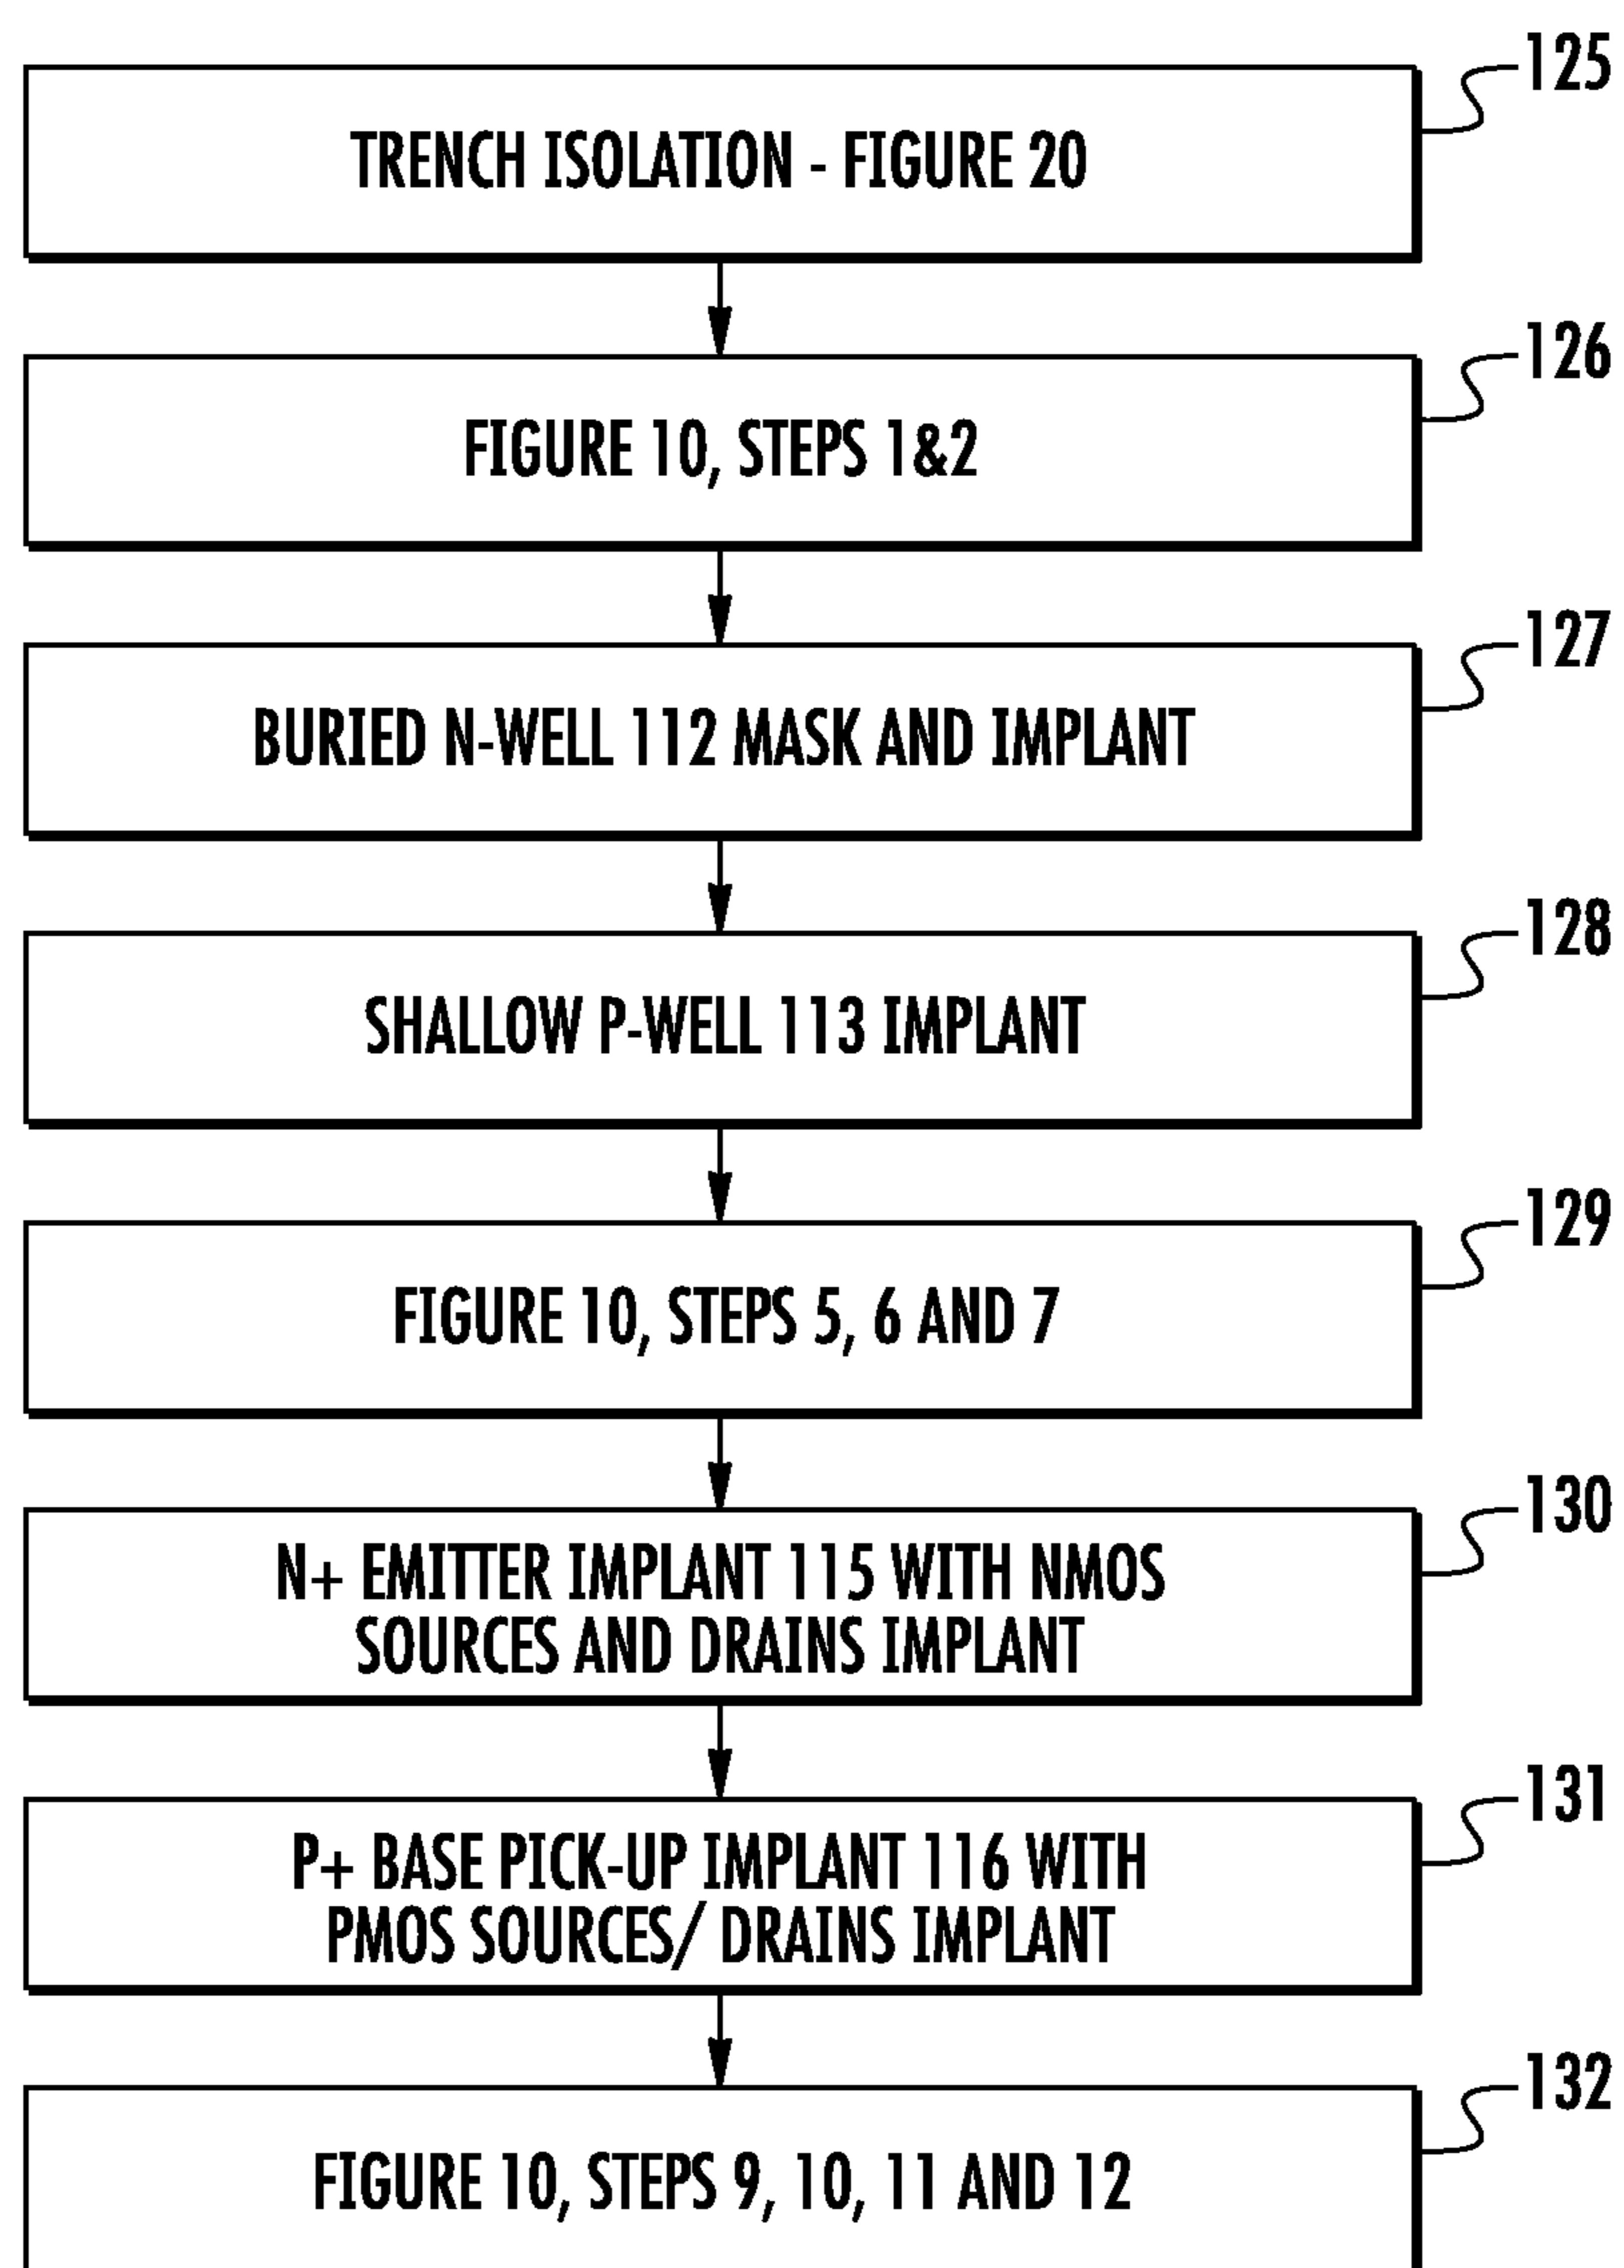 125
TRENCH ISOLATION - FIGURE 20
126
FIGURE 10, STEPS 1&2
127
BURIED N-WELL 112 MASK AND IMPLANT
128
SHALLOW P-WELL 113 IMPLANT
129
FIGURE 10, STEPS 5, 6 AND 7
130
N+ EMITTER IMPLANT 115 WITH NMOS
SOURCES AND DRAINS IMPLANT
131
P+ BASE PICK-UP IMPLANT 116 WITH
PMOS SOURCES/ DRAINS IMPLANT
132
FIGURE 10, STEPS 9, 10, 11 AND 12